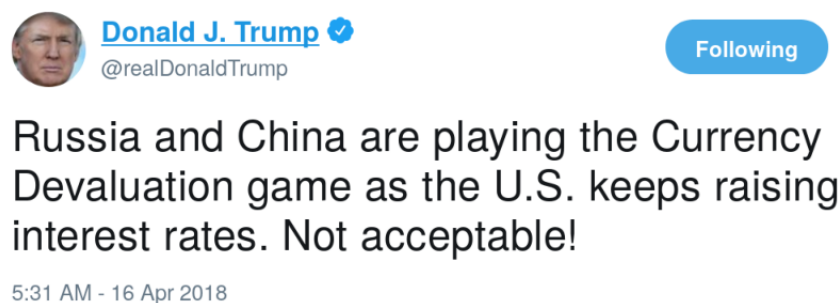 Donald J. Trump
@realDonaldTrump
Following
Russia and China are playing the Currency
Devaluation game as the U.S. keeps raising
interest rates. Not acceptable!
5:31 AM - 16 Apr 2018